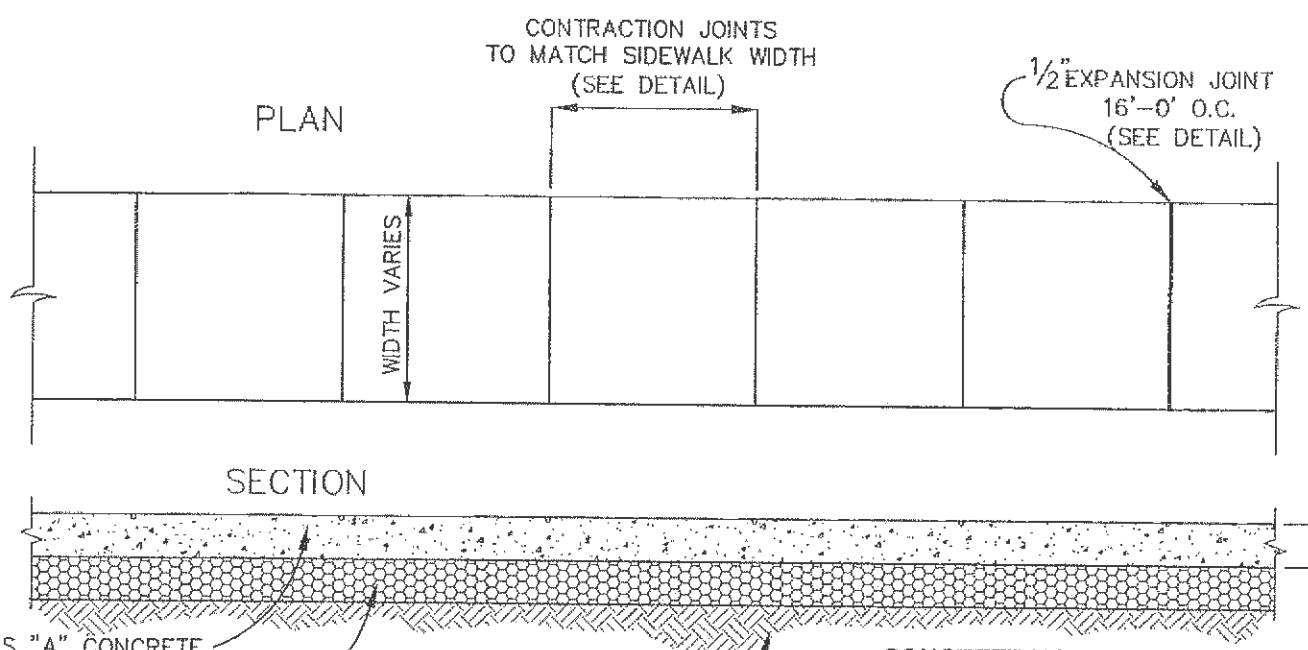 CONTRACTION JOINTS
TO MATCH SIDEWALK WIDTH
(SEE DETAIL)
1/2" EXPANSION JOINT
16'-0' O.C.
(SEE DETAIL)
PLAN
WIDTH VARIES
SECTION
S "A" CONCRETE